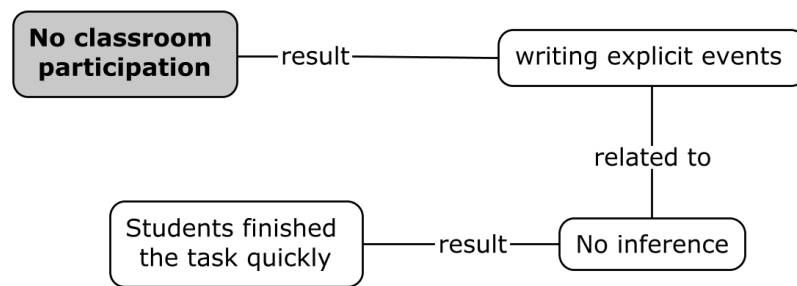 No classroom
participation
result
writing explicit events
related to
Students finished
the task quickly
result
No inference